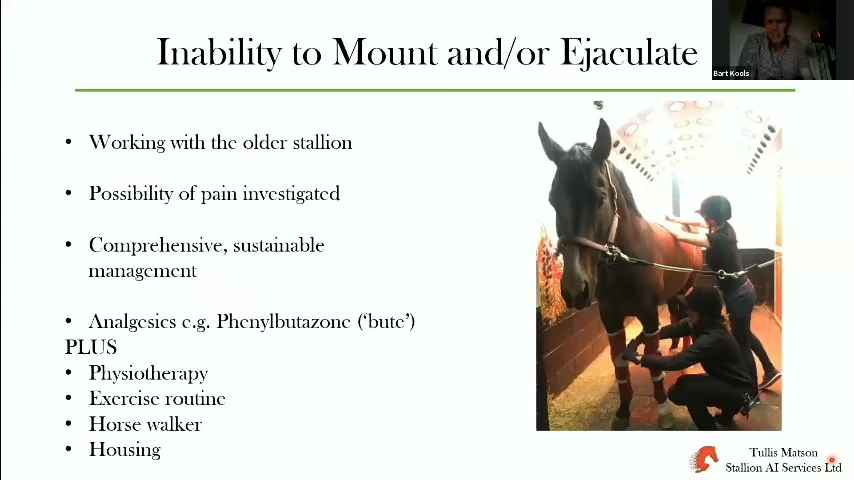 Inability to Mount and/or Ejaculate
Bart Kools
• Working with the older stallion
• Possibility of pain investigated
• Comprehensive, sustainable
management
• Analgesics e.g. Phenylbutazone (‘bute’)
PLUS
• Physiotherapy
• Exercise routine
• Horse walker
• Housing
Tullis Matson
Stallion AI Services Ltd